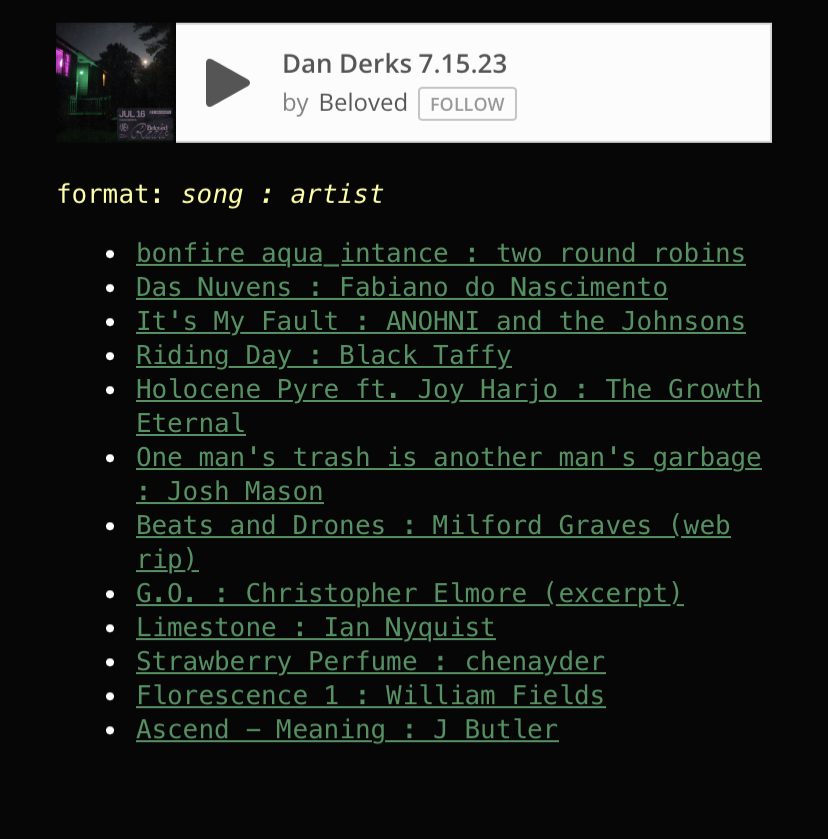 Dan Derks 7.15.23
by Beloved FOLLOW
JUL 16
Beloved
format: song : artist
bonfire aqua_intance : two round robins
Das Nuvens : Fabiano do Nascimento
It's My Fault : ANOHNI and the Johnsons
Riding Day : Black Taffy
Holocene Pyre ft. Joy Harjo : The Growth
Eternal
One man's trash is another man's garbage
: Josh Mason
Beats and Drones : Milford Graves (web
rip)
G.O. : Christopher Elmore (excerpt)
Limestone : Ian Nyquist
Strawberry Perfume : chenayder
Florescence 1 : William Fields
Ascend – Meaning : J Butler